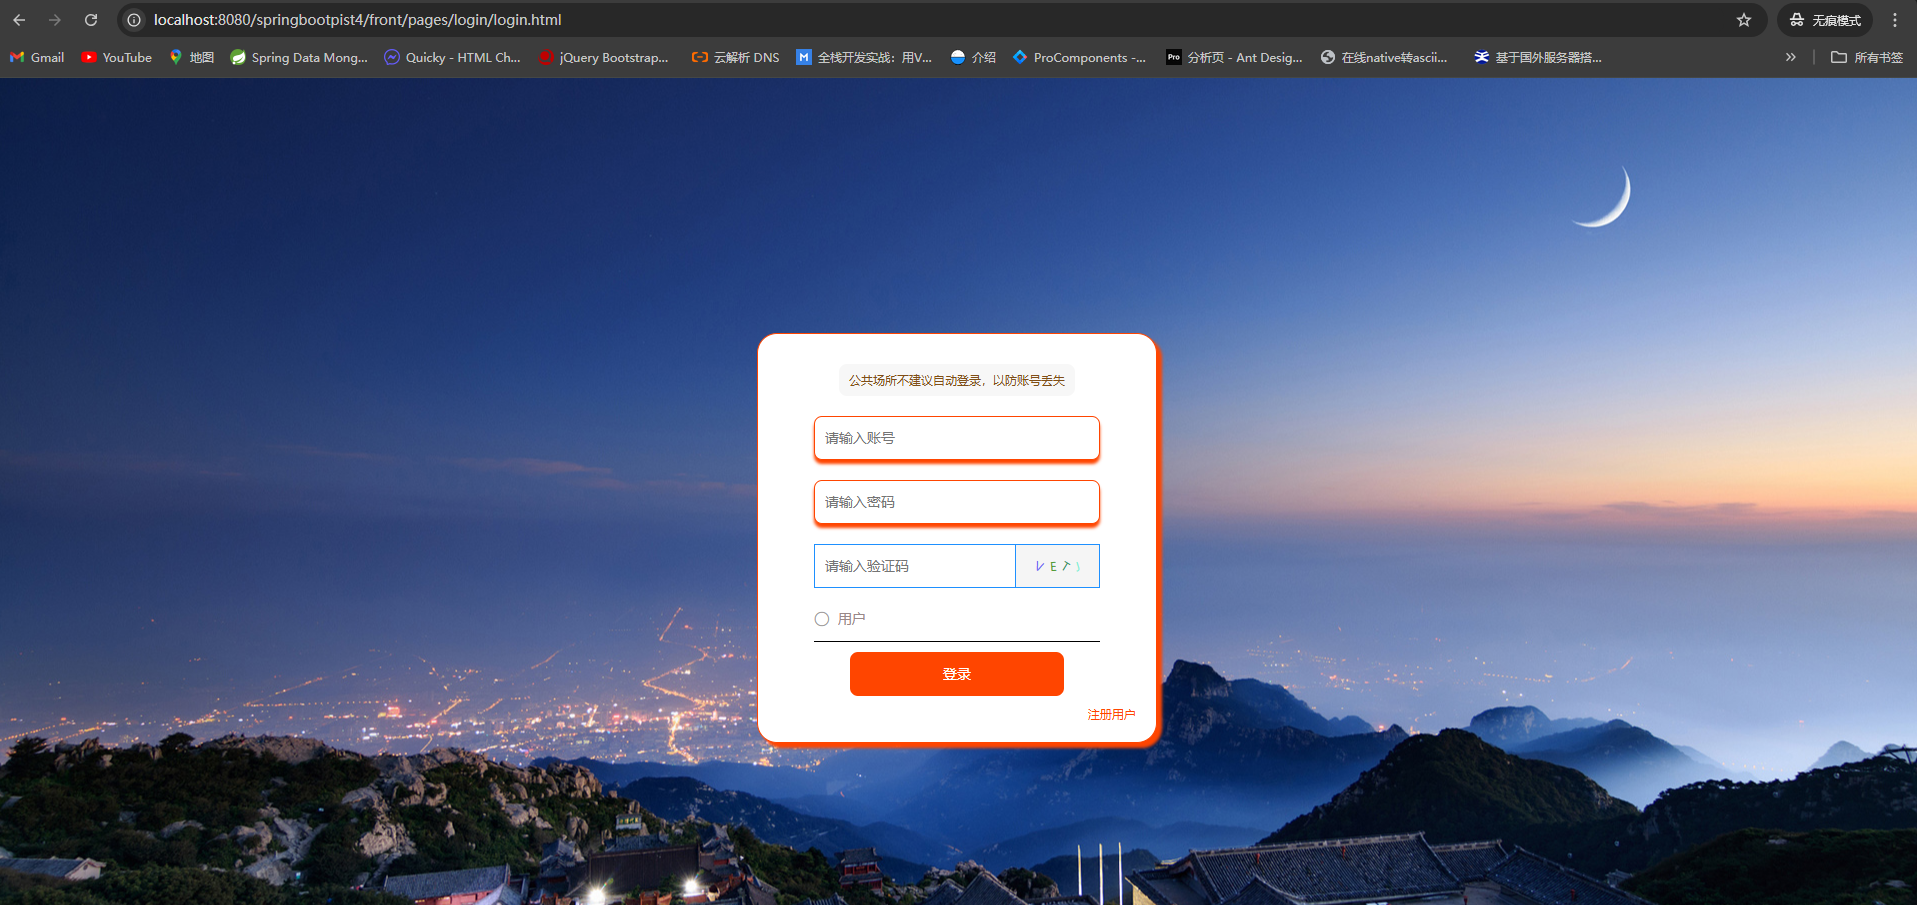 localhost:8080/springbootpist4/front/pages/login/login.html
无痕模式
Gmail
YouTube
地图
Spring Data Mong...
Quicky - HTML Ch...
jQuery Bootstrap...
云解析 DNS
M
全栈开发实战：用V...
介绍
ProComponents -...
Pro
分析页 - Ant Desig...
在线native转ascii...
基于国外服务器搭...
所有书签
公共场所不建议自动登录，以防账号丢失
请输入账号
请输入密码
请输入验证码
V E T
用户
登录
注册用户